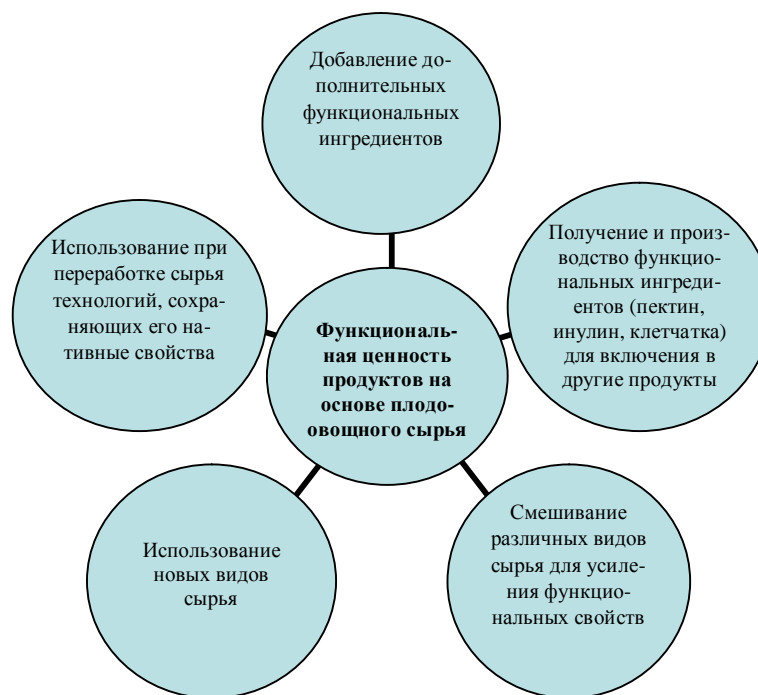 Добавление до-
полнительных
функциональных
ингредиентов
Использование при
переработке сырья
технологий, сохра-
няющих его на-
тивные свойства
Получение и произ-
водство функцио-
нальных ингреди-
ентов (пектин,
инулин, клетчатка)
для включения в
другие продукты
Функциональ-
ная ценность
продуктов на
основе плодо-
овощного сырья
Использование
новых видов
сырья
Смешивание
различных видов
сырья для усиле-
ния функцио-
нальных свойств